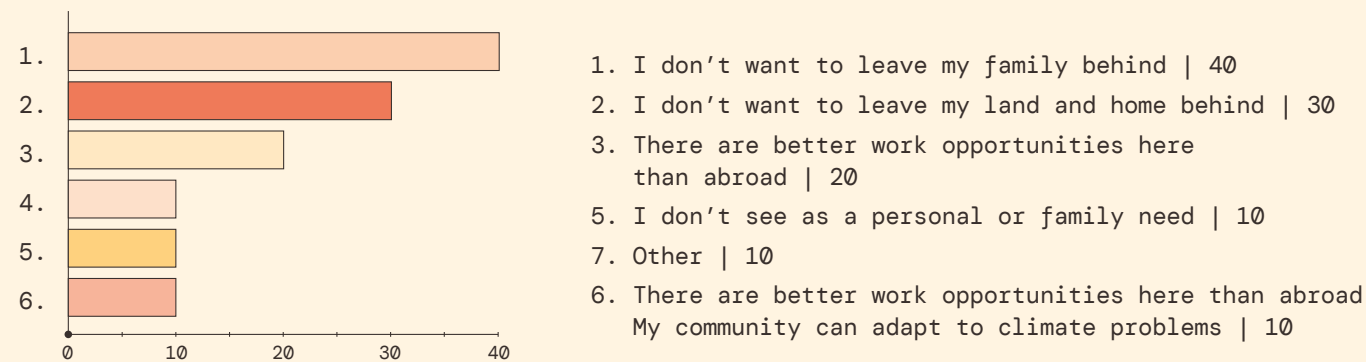 1.
2.
3.
4.
5.
6.
0 10 20 30 40
1. I don’t want to leave my family behind | 40
2. I don’t want to leave my land and home behind | 30
3. There are better work opportunities here
than abroad | 20
5. I don’t see as a personal or family need | 10
7. Other | 10
6. There are better work opportunities here than abroad
My community can adapt to climate problems | 10